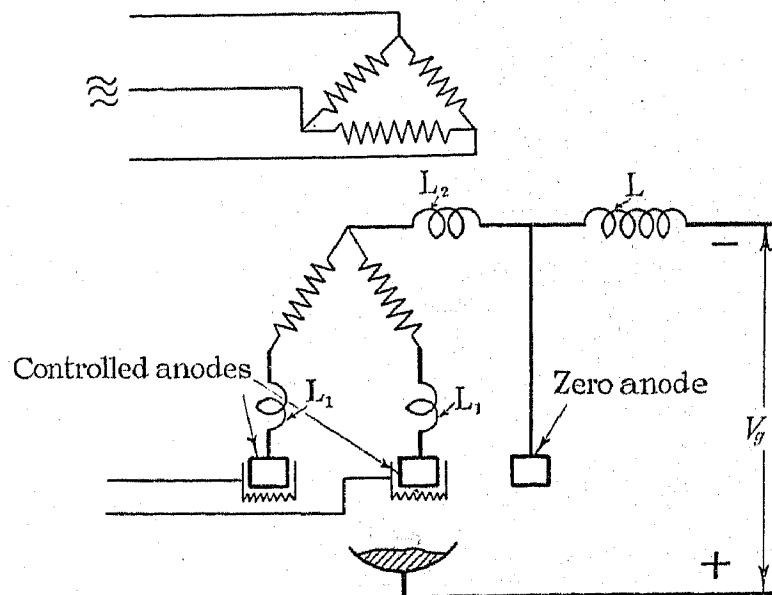 ≈
L₂
L
−
Controlled anodes
L₁
L₁
Zero anode
V_g
+